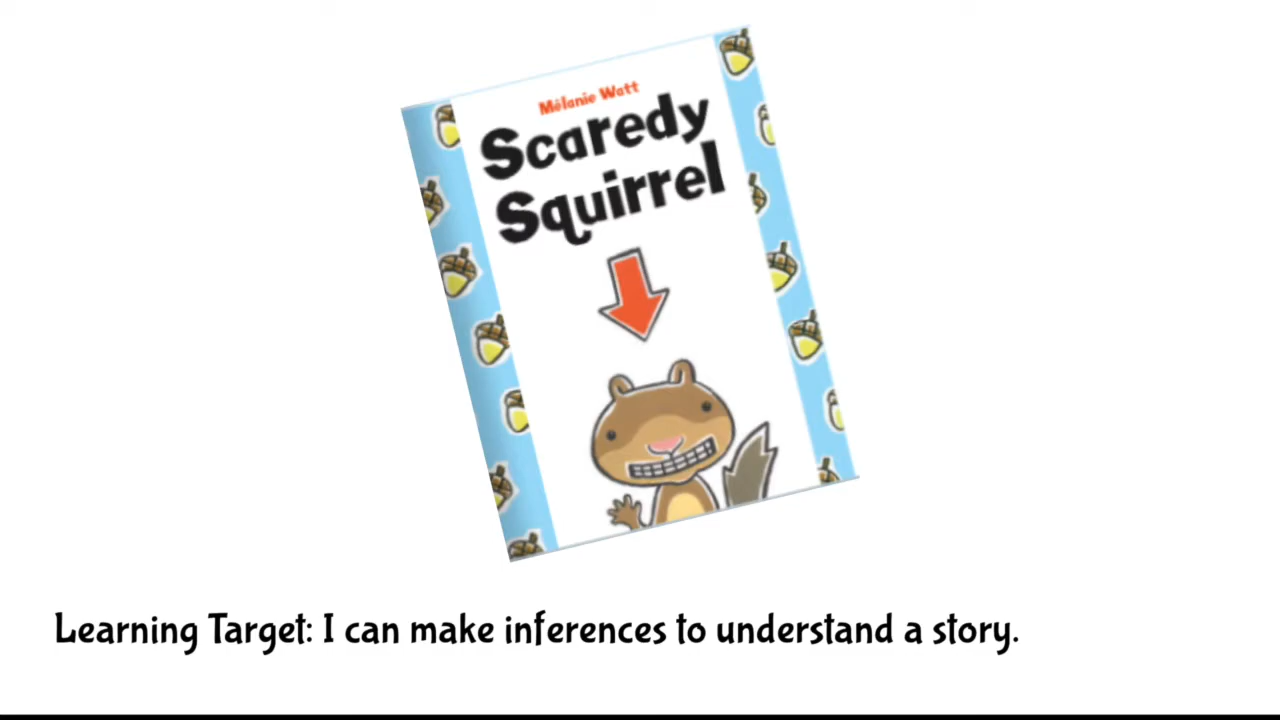 Mélanie Watt
Scaredy
Squirrel
Learning Target: I can make inferences to understand a story.